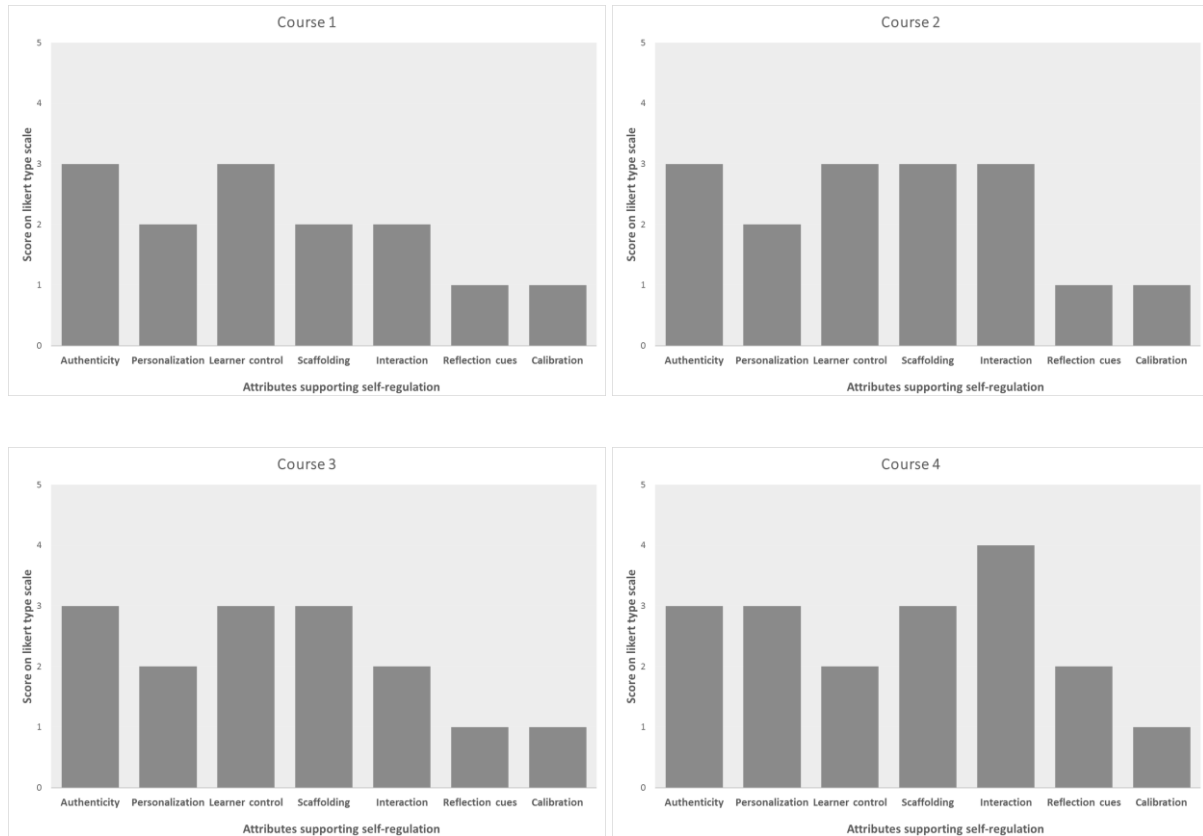 Course 1
5
4
3
2
1
0
Score on likert type scale
Authenticity Personalization Learner control Scaffolding Interaction Reflection cues Calibration
Attributes supporting self-regulation
Course 2
5
4
3
2
1
0
Score on likert type scale
Authenticity Personalization Learner control Scaffolding Interaction Reflection cues Calibration
Attributes supporting self-regulation
Course 3
5
4
3
2
1
0
Score on likert type scale
Authenticity Personalization Learner control Scaffolding Interaction Reflection cues Calibration
Attributes supporting self-regulation
Course 4
5
4
3
2
1
0
Score on likert type scale
Authenticity Personalization Learner control Scaffolding Interaction Reflection cues Calibration
Attributes supporting self-regulation